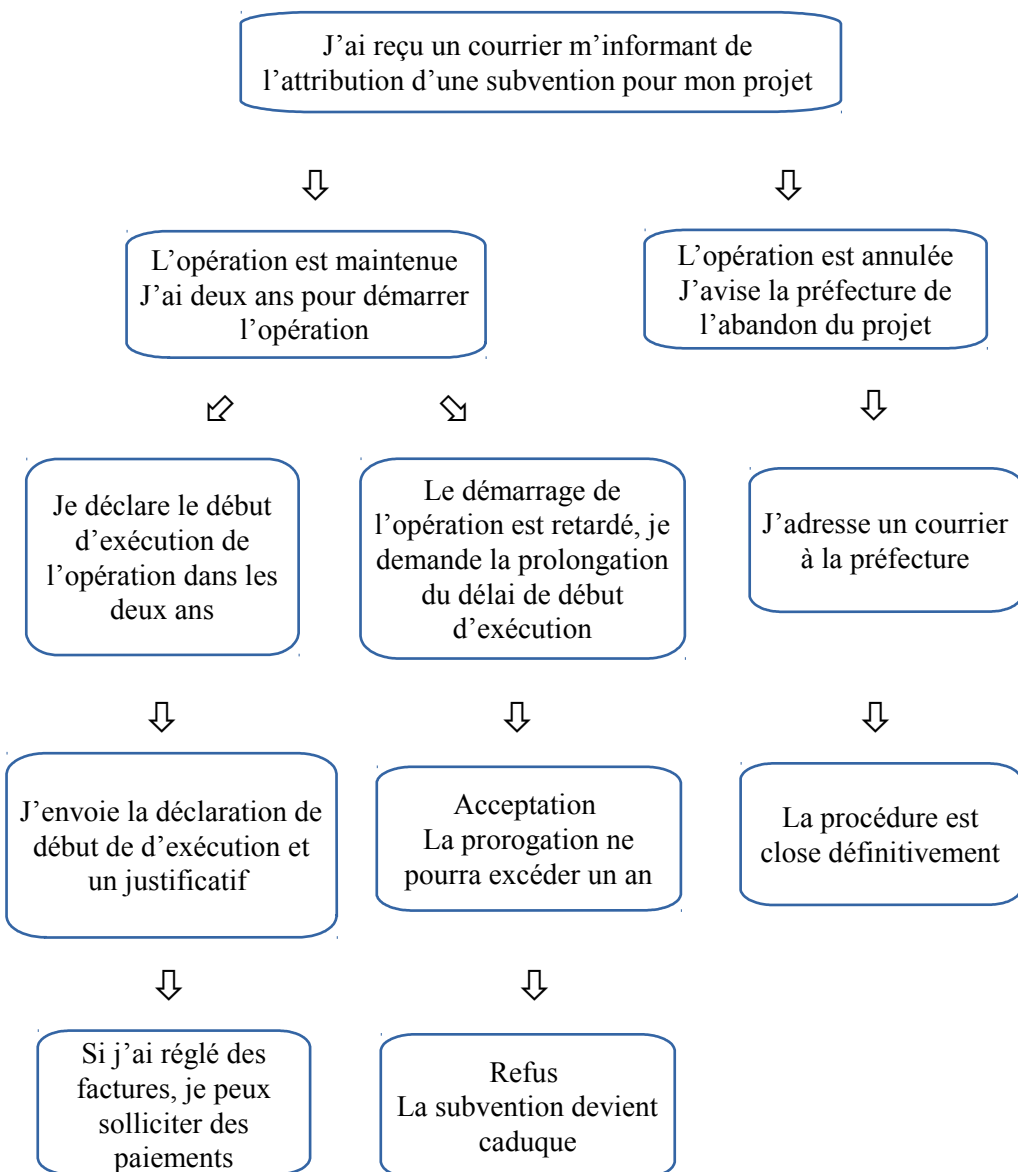 J’ai reçu un courrier m’informant de
l’attribution d’une subvention pour mon projet
L’opération est maintenue
J’ai deux ans pour démarrer
l’opération
L’opération est annulée
J’avise la préfecture de
l’abandon du projet
Je déclare le début
d’exécution de
l’opération dans les
deux ans
Le démarrage de
l’opération est retardé, je
demande la prolongation
du délai de début
d’exécution
J’adresse un courrier
à la préfecture
J’envoie la déclaration de
début de d’exécution et
un justificatif
Acceptation
La prorogation ne
pourra excéder un an
La procédure est
close définitivement
Si j’ai réglé des
factures, je peux
solliciter des
paiements
Refus
La subvention devient
caduque